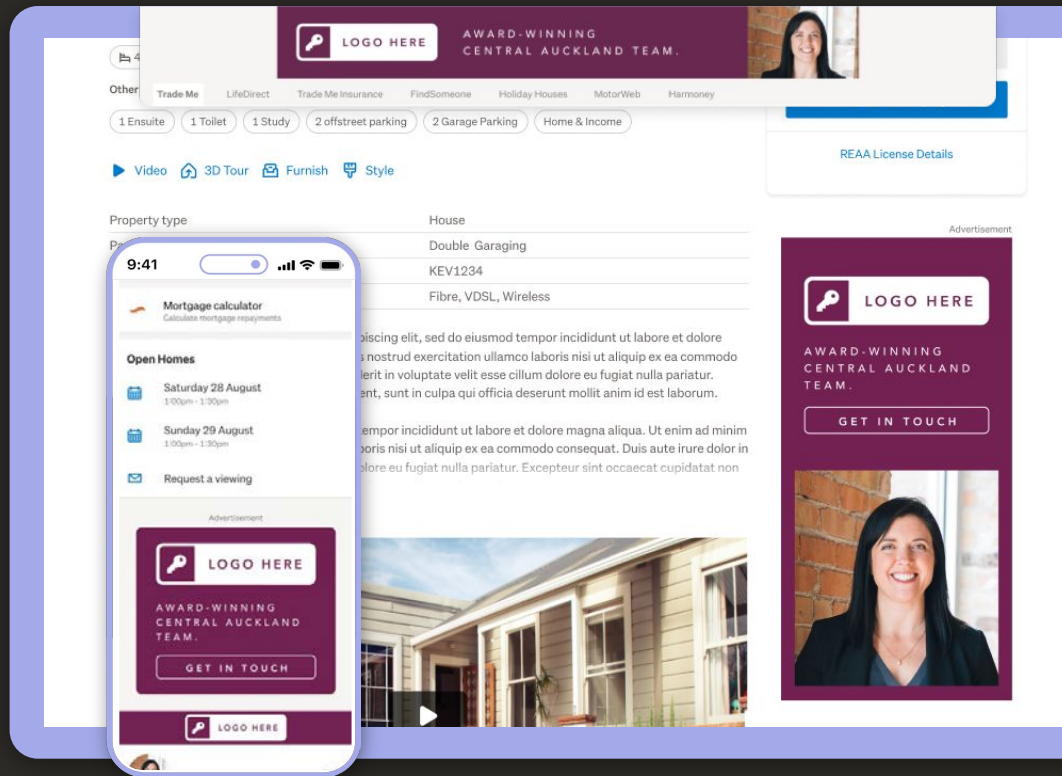 LOGO HERE
AWARD-WINNING
CENTRAL AUCKLAND TEAM.
Trade Me LifeDirect Trade Me Insurance FindSomeone Holiday Houses MotorWeb Harmoney
4
Other
1 Ensuite 1 Toilet 1 Study 2 offstreet parking 2 Garage Parking Home & Income
Video 3D Tour Furnish Style
REAA License Details
Property type House
Pa Double Garaging
KEV1234
Fibre, VDSL, Wireless
piscing elit, sed do eiusmod tempor incididunt ut labore et dolore
nostrud exercitation ullamco laboris nisi ut aliquip ex ea commodo
lerit in voluptate velit esse cillum dolore eu fugiat nulla pariatur.
ent, sunt in culpa qui officia deserunt mollit anim id est laborum.
tempor incididunt ut labore et dolore magna aliqua. Ut enim ad minim
boris nisi ut aliquip ex ea commodo consequat. Duis aute irure dolor in
olore eu fugiat nulla pariatur. Excepteur sint occaecat cupidatat non
Advertisement
LOGO HERE
AWARD-WINNING
CENTRAL AUCKLAND
TEAM.
GET IN TOUCH
9:41
Mortgage calculator
Calculate mortgage repayments
Open Homes
Saturday 28 August
1:00pm - 1:30pm
Sunday 29 August
1:00pm - 1:30pm
Request a viewing
Advertisement
LOGO HERE
AWARD-WINNING
CENTRAL AUCKLAND
TEAM.
GET IN TOUCH
LOGO HERE